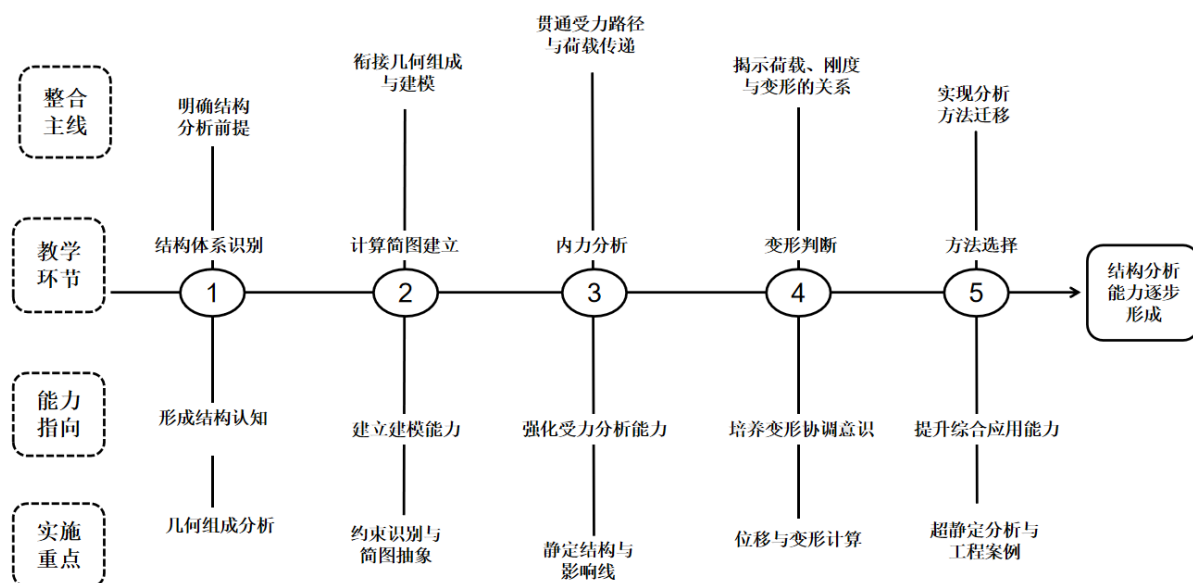 整合
主线
明确结构
分析前提
衔接几何组成
与建模
贯通受力路径
与荷载传递
揭示荷载、刚度
与变形的关系
实现分析
方法迁移
教学
环节
结构体系识别
计算简图建立
内力分析
变形判断
方法选择
1
2
3
4
5
结构分析
能力逐步
形成
能力
指向
形成结构认知
建立建模能力
强化受力分析能力
培养变形协调意识
提升综合应用能力
实施
重点
几何组成分析
约束识别与
简图抽象
静定结构与
影响线
位移与变形计算
超静定分析与
工程案例